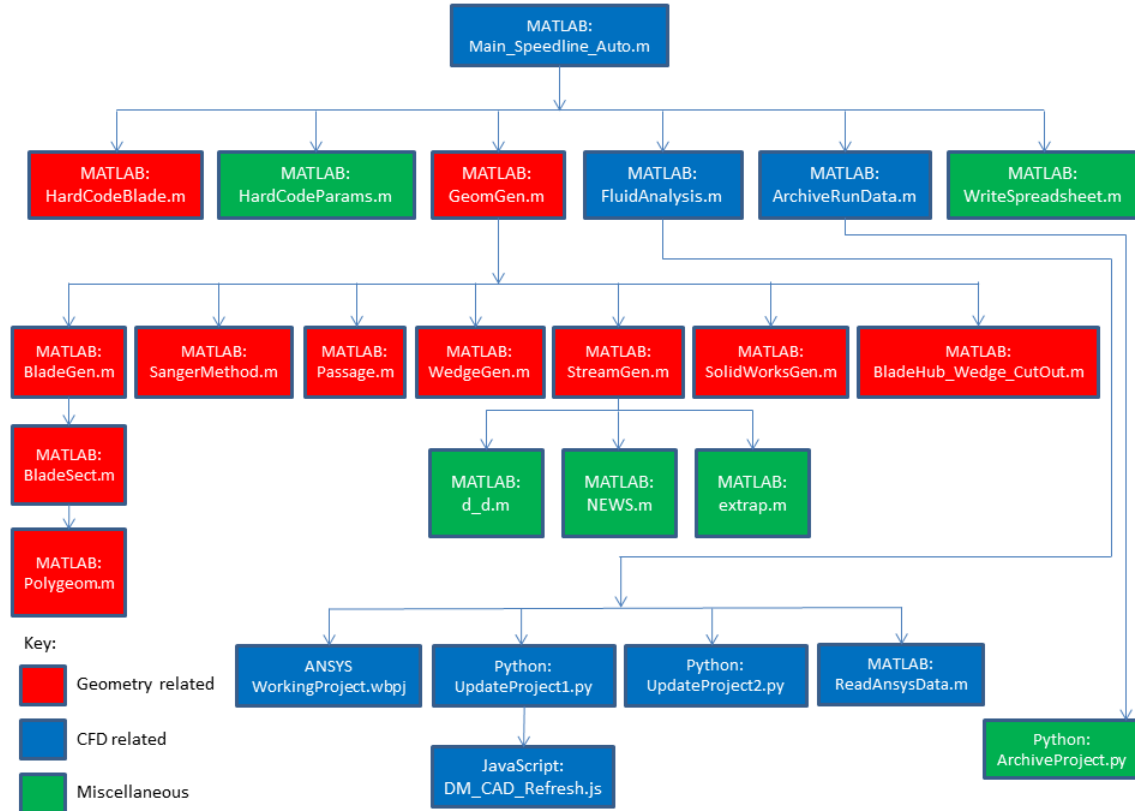 MATLAB:
Main_Speedline_Auto.m
MATLAB:
HardCodeBlade.m
MATLAB:
HardCodeParams.m
MATLAB:
GeomGen.m
MATLAB:
FluidAnalysis.m
MATLAB:
ArchiveRunData.m
MATLAB:
WriteSpreadsheet.m
MATLAB:
BladeGen.m
MATLAB:
SangerMethod.m
MATLAB:
Passage.m
MATLAB:
WedgeGen.m
MATLAB:
StreamGen.m
MATLAB:
SolidWorksGen.m
MATLAB:
BladeHub_Wedge_CutOut.m
MATLAB:
BladeSect.m
MATLAB:
d_d.m
MATLAB:
NEWS.m
MATLAB:
extrap.m
MATLAB:
Polygeom.m
Key:
Geometry related
CFD related
Miscellaneous
ANSYS
WorkingProject.wbpj
Python:
UpdateProject1.py
Python:
UpdateProject2.py
MATLAB:
ReadAnsysData.m
JavaScript:
DM_CAD_Refresh.js
Python:
ArchiveProject.py